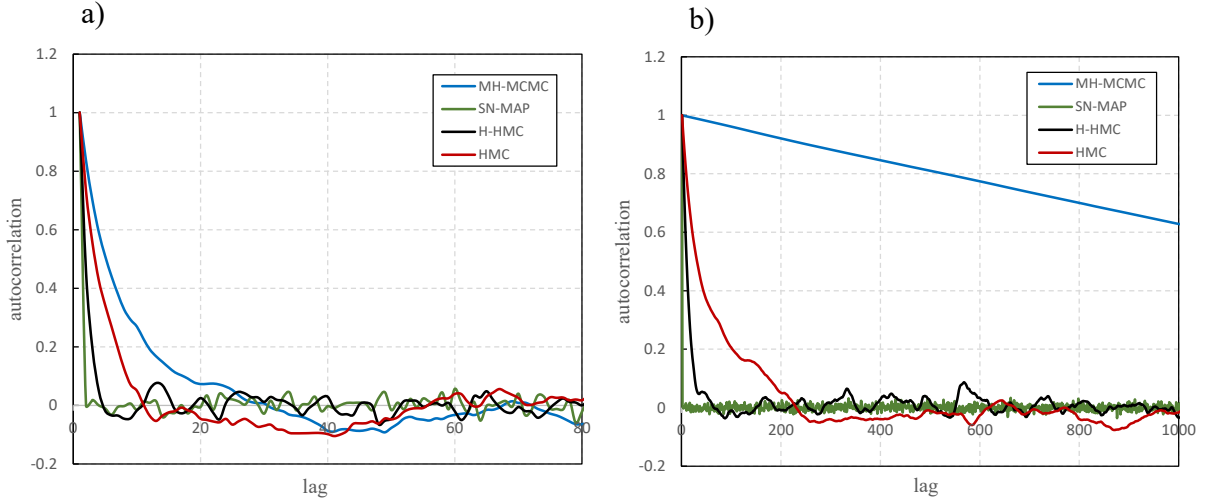 a)
1.2
1
0.8
0.6
0.4
0.2
0
-0.2
0
20
40
60
80
autocorrelation
lag
MH-MCMC
SN-MAP
H-HMC
HMC
b)
1.2
1
0.8
0.6
0.4
0.2
0
-0.2
0
200
400
600
800
1000
autocorrelation
lag
MH-MCMC
SN-MAP
H-HMC
HMC